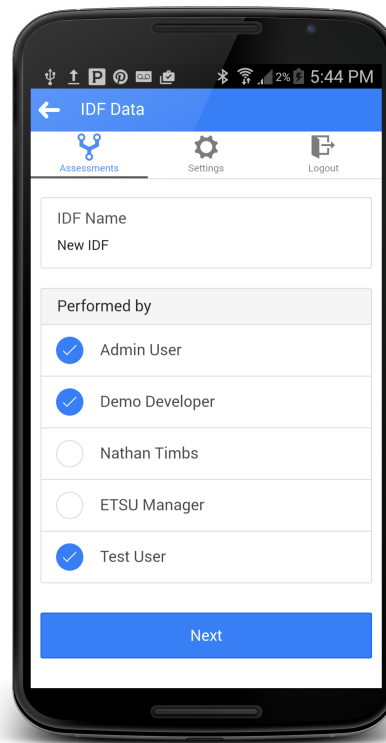 2% 5:44 PM
IDF Data
Assessments Settings Logout
IDF Name
New IDF
Performed by
Admin User
Demo Developer
Nathan Timbs
ETSU Manager
Test User
Next